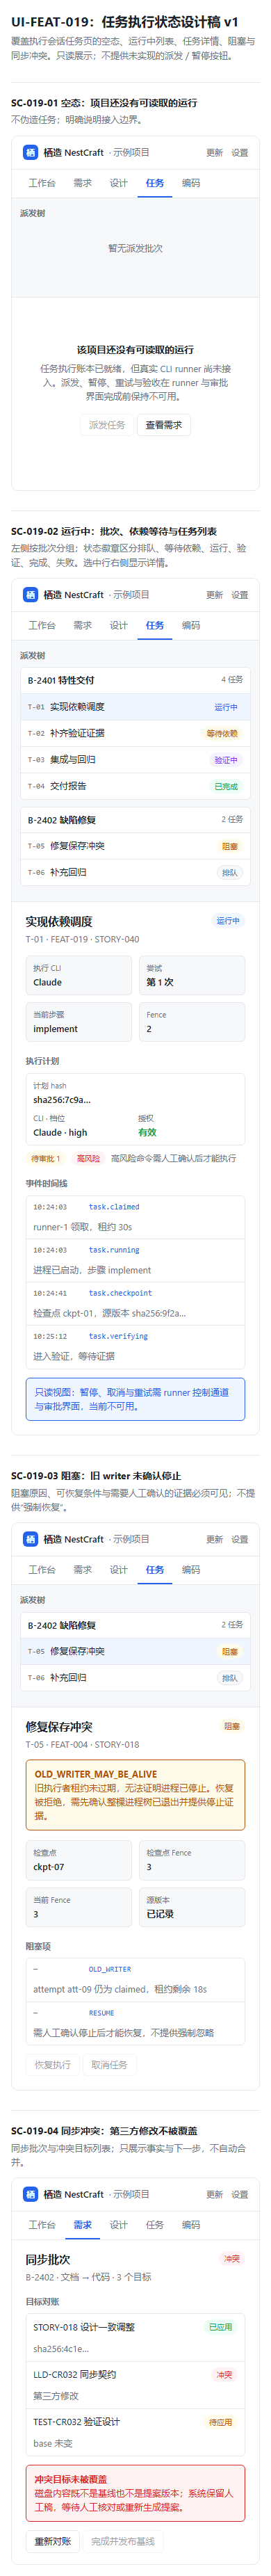 UI-FEAT-019：任务执行状态设计稿 v1
覆盖执行会话任务页的空态、运行中列表、任务详情、阻塞与
同步冲突。只读展示；不提供未实现的派发 / 暂停按钮。
SC-019-01 空态：项目还没有可读取的运行
不伪造任务；明确说明接入边界。
栖 栖造 NestCraft · 示例项目 更新 设置
工作台 需求 设计 任务 编码
派发树
暂无派发批次
该项目还没有可读取的运行
任务执行账本已就绪，但真实 CLI runner 尚未接
入。派发、暂停、重试与验收在 runner 与审批
界面完成前保持不可用。
派发任务 查看需求
SC-019-02 运行中：批次、依赖等待与任务列表
左侧按批次分组；状态徽章区分排队、等待依赖、运行、验
证、完成、失败。选中行右侧显示详情。
栖 栖造 NestCraft · 示例项目 更新 设置
工作台 需求 设计 任务 编码
派发树
B-2401 特性交付 4 任务
T-01 实现依赖调度 运行中
T-02 补齐验证证据 等待依赖
T-03 集成与回归 验证中
T-04 交付报告 已完成
B-2402 缺陷修复 2 任务
T-05 修复保存冲突 阻塞
T-06 补充回归 排队
实现依赖调度 运行中
T-01 · FEAT-019 · STORY-040
执行 CLI 尝试
Claude 第 1 次
当前步骤 Fence
implement 2
执行计划
计划 hash
sha256:7c9a…
CLI · 档位 授权
Claude · high 有效
待审批 1 高风险 高风险命令需人工确认后才能执行
事件时间线
10:24:03 task.claimed
runner-1 领取，租约 30s
10:24:03 task.running
进程已启动，步骤 implement
10:24:41 task.checkpoint
检查点 ckpt-01，源版本 sha256:9f2a…
10:25:12 task.verifying
进入验证，等待证据
只读视图：暂停、取消与重试需 runner 控制通道
与审批界面，当前不可用。
SC-019-03 阻塞：旧 writer 未确认停止
阻塞原因、可恢复条件与需要人工确认的证据必须可见；不提
供“强制恢复”。
栖 栖造 NestCraft · 示例项目 更新 设置
工作台 需求 设计 任务 编码
派发树
B-2402 缺陷修复 2 任务
T-05 修复保存冲突 阻塞
T-06 补充回归 排队
修复保存冲突 阻塞
T-05 · FEAT-004 · STORY-018
OLD_WRITER_MAY_BE_ALIVE
旧执行者租约未过期，无法证明进程已停止。恢复
被拒绝，需先确认整棵进程树已退出并提供停止证
据。
检查点 检查点 Fence
ckpt-07 3
当前 Fence 源版本
3 已记录
阻塞项
— OLD_WRITER
attempt att-09 仍为 claimed，租约剩余 18s
— RESUME
需人工确认停止后才能恢复，不提供强制忽略
恢复执行 取消任务
SC-019-04 同步冲突：第三方修改不被覆盖
同步批次与冲突目标列表；只展示事实与下一步，不自动合
并。
栖 栖造 NestCraft · 示例项目 更新 设置
工作台 需求 设计 任务 编码
同步批次 冲突
B-2402 · 文档 → 代码 · 3 个目标
目标对账
STORY-018 设计一致调整 已应用
sha256:4c1e…
LLD-CR032 同步契约 冲突
第三方修改
TEST-CR032 验证设计 待应用
base 未变
冲突目标未被覆盖
磁盘内容既不是基线也不是提案版本；系统保留人
工稿，等待人工核对或重新生成提案。
重新对账 完成并发布基线